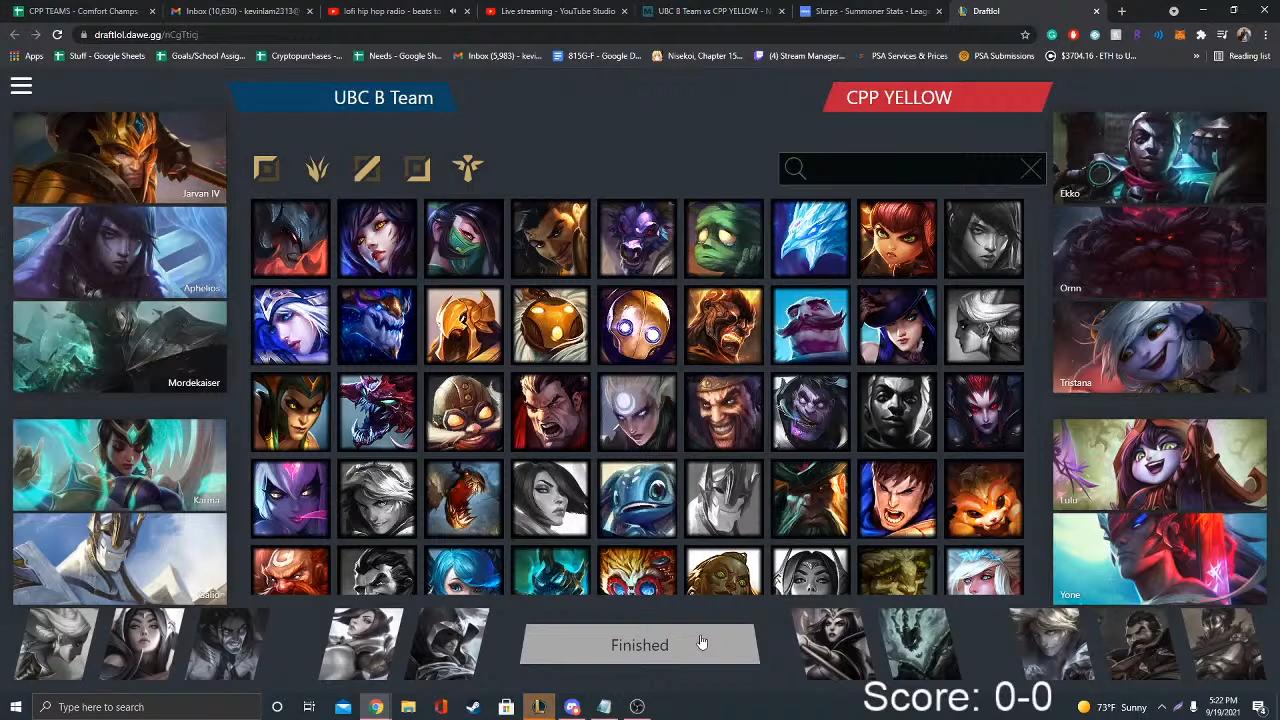 CPP TEAMS - Comfort Champs
Inbox (10,630) - kevinlam2313@
lofi hip hop radio - beats to
Live streaming - YouTube Studio
UBC B Team vs CPP YELLOW - N
Slurps - Summoner Stats - Leag
Draftlol
draftlol.dawe.gg/nCgTtiqj
Apps
Stuff - Google Sheets
Goals/School Assig...
Cryptopurchases - ...
Needs - Google She...
Inbox (5,983) - kevi...
815G-F - Google D...
Nisekoi, Chapter 15...
(4) Stream Manager...
PSA Services & Prices
PSA Submissions
$3704.16 - ETH to U...
»
Reading list
UBC B Team
CPP YELLOW
Jarvan IV
Ekko
Aphelios
Ornn
Mordekaiser
Tristana
Karma
Lulu
Galio
Yone
Finished
Score: 0-0
Type here to search
73°F Sunny
5:22 PM
9/19/2021